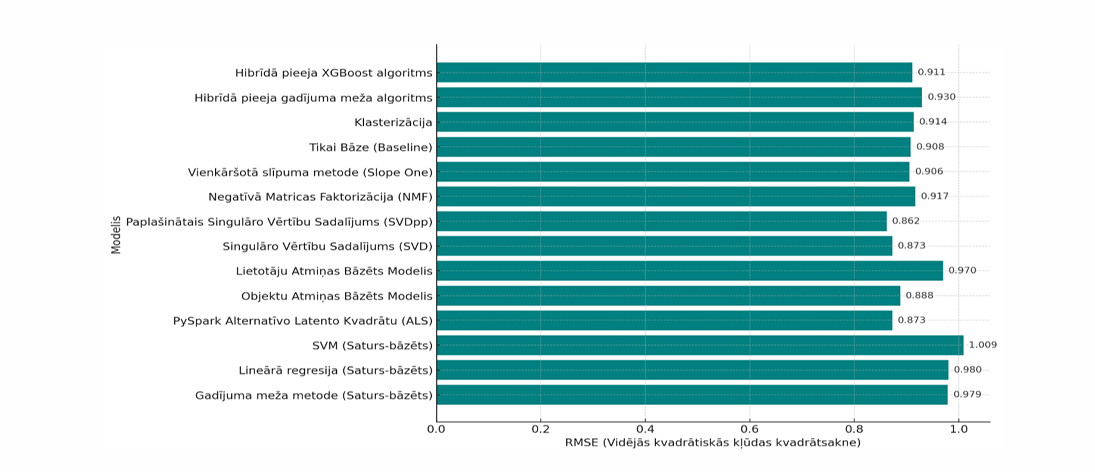 Hibrīdā pieeja XGBoost algoritms 0.911
Hibrīdā pieeja gadījuma meža algoritms 0.930
Klasterizācija 0.914
Tikai Bāze (Baseline) 0.908
Vienkāršotā slīpuma metode (Slope One) 0.906
Negatīvā Matricas Faktorizācija (NMF) 0.917
Paplašinātais Singulāro Vērtību Sadalījums (SVDpp) 0.862
Singulāro Vērtību Sadalījums (SVD) 0.873
Lietotāju Atmiņas Bāzēts Modelis 0.970
Objektu Atmiņas Bāzēts Modelis 0.888
PySpark Alternatīvo Latento Kvadrātu (ALS) 0.873
SVM (Saturs-bāzēts) 1.009
Lineārā regresija (Saturs-bāzēts) 0.980
Gadījuma meža metode (Saturs-bāzēts) 0.979
Modelis
0.0 0.2 0.4 0.6 0.8 1.0
RMSE (Vidējās kvadrātiskās kļūdas kvadrātsakne)